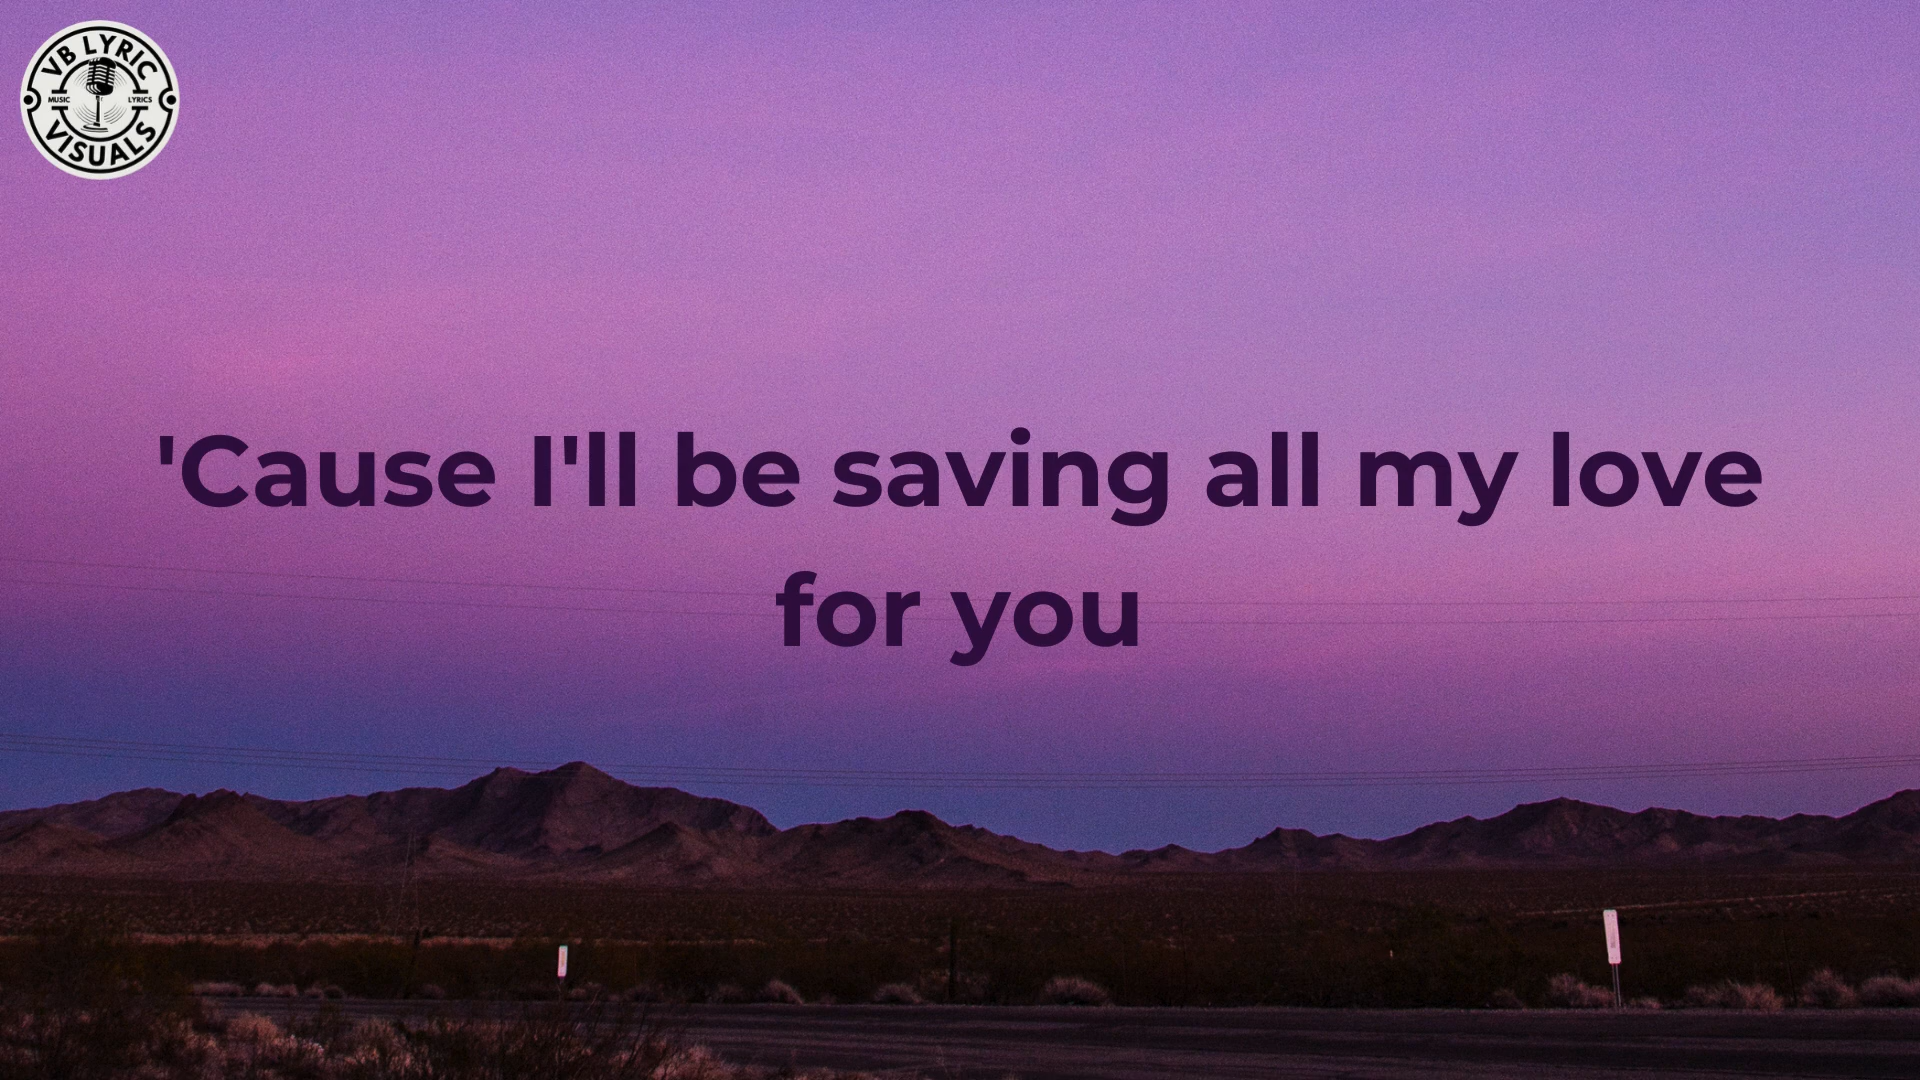 VB LYRIC
MUSIC LYRICS
VISUALS
'Cause I'll be saving all my love
for you